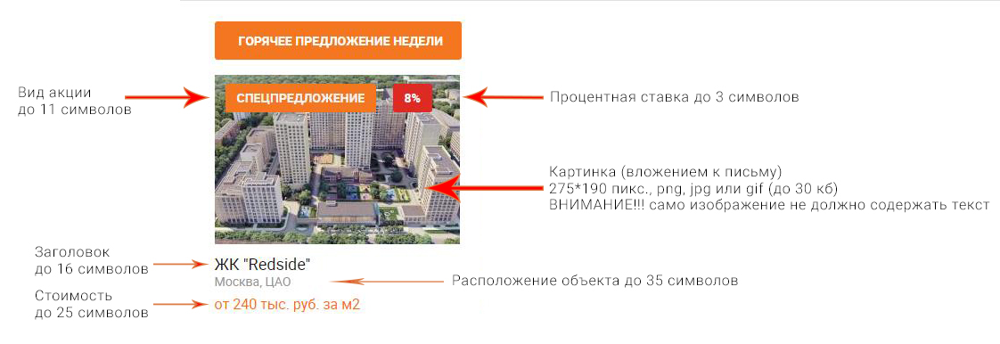 ГОРЯЧЕЕ ПРЕДЛОЖЕНИЕ НЕДЕЛИ
Вид акции
до 11 символов
СПЕЦПРЕДЛОЖЕНИЕ
8%
Процентная ставка до 3 символов
Картинка (вложением к письму)
275*190 пикс., png, jpg или gif (до 30 кб)
ВНИМАНИЕ!!! само изображение не должно содержать текст
Заголовок
до 16 символов
ЖК "Redside"
Москва, ЦАО
Расположение объекта до 35 символов
Стоимость
до 25 символов
от 240 тыс. руб. за м2